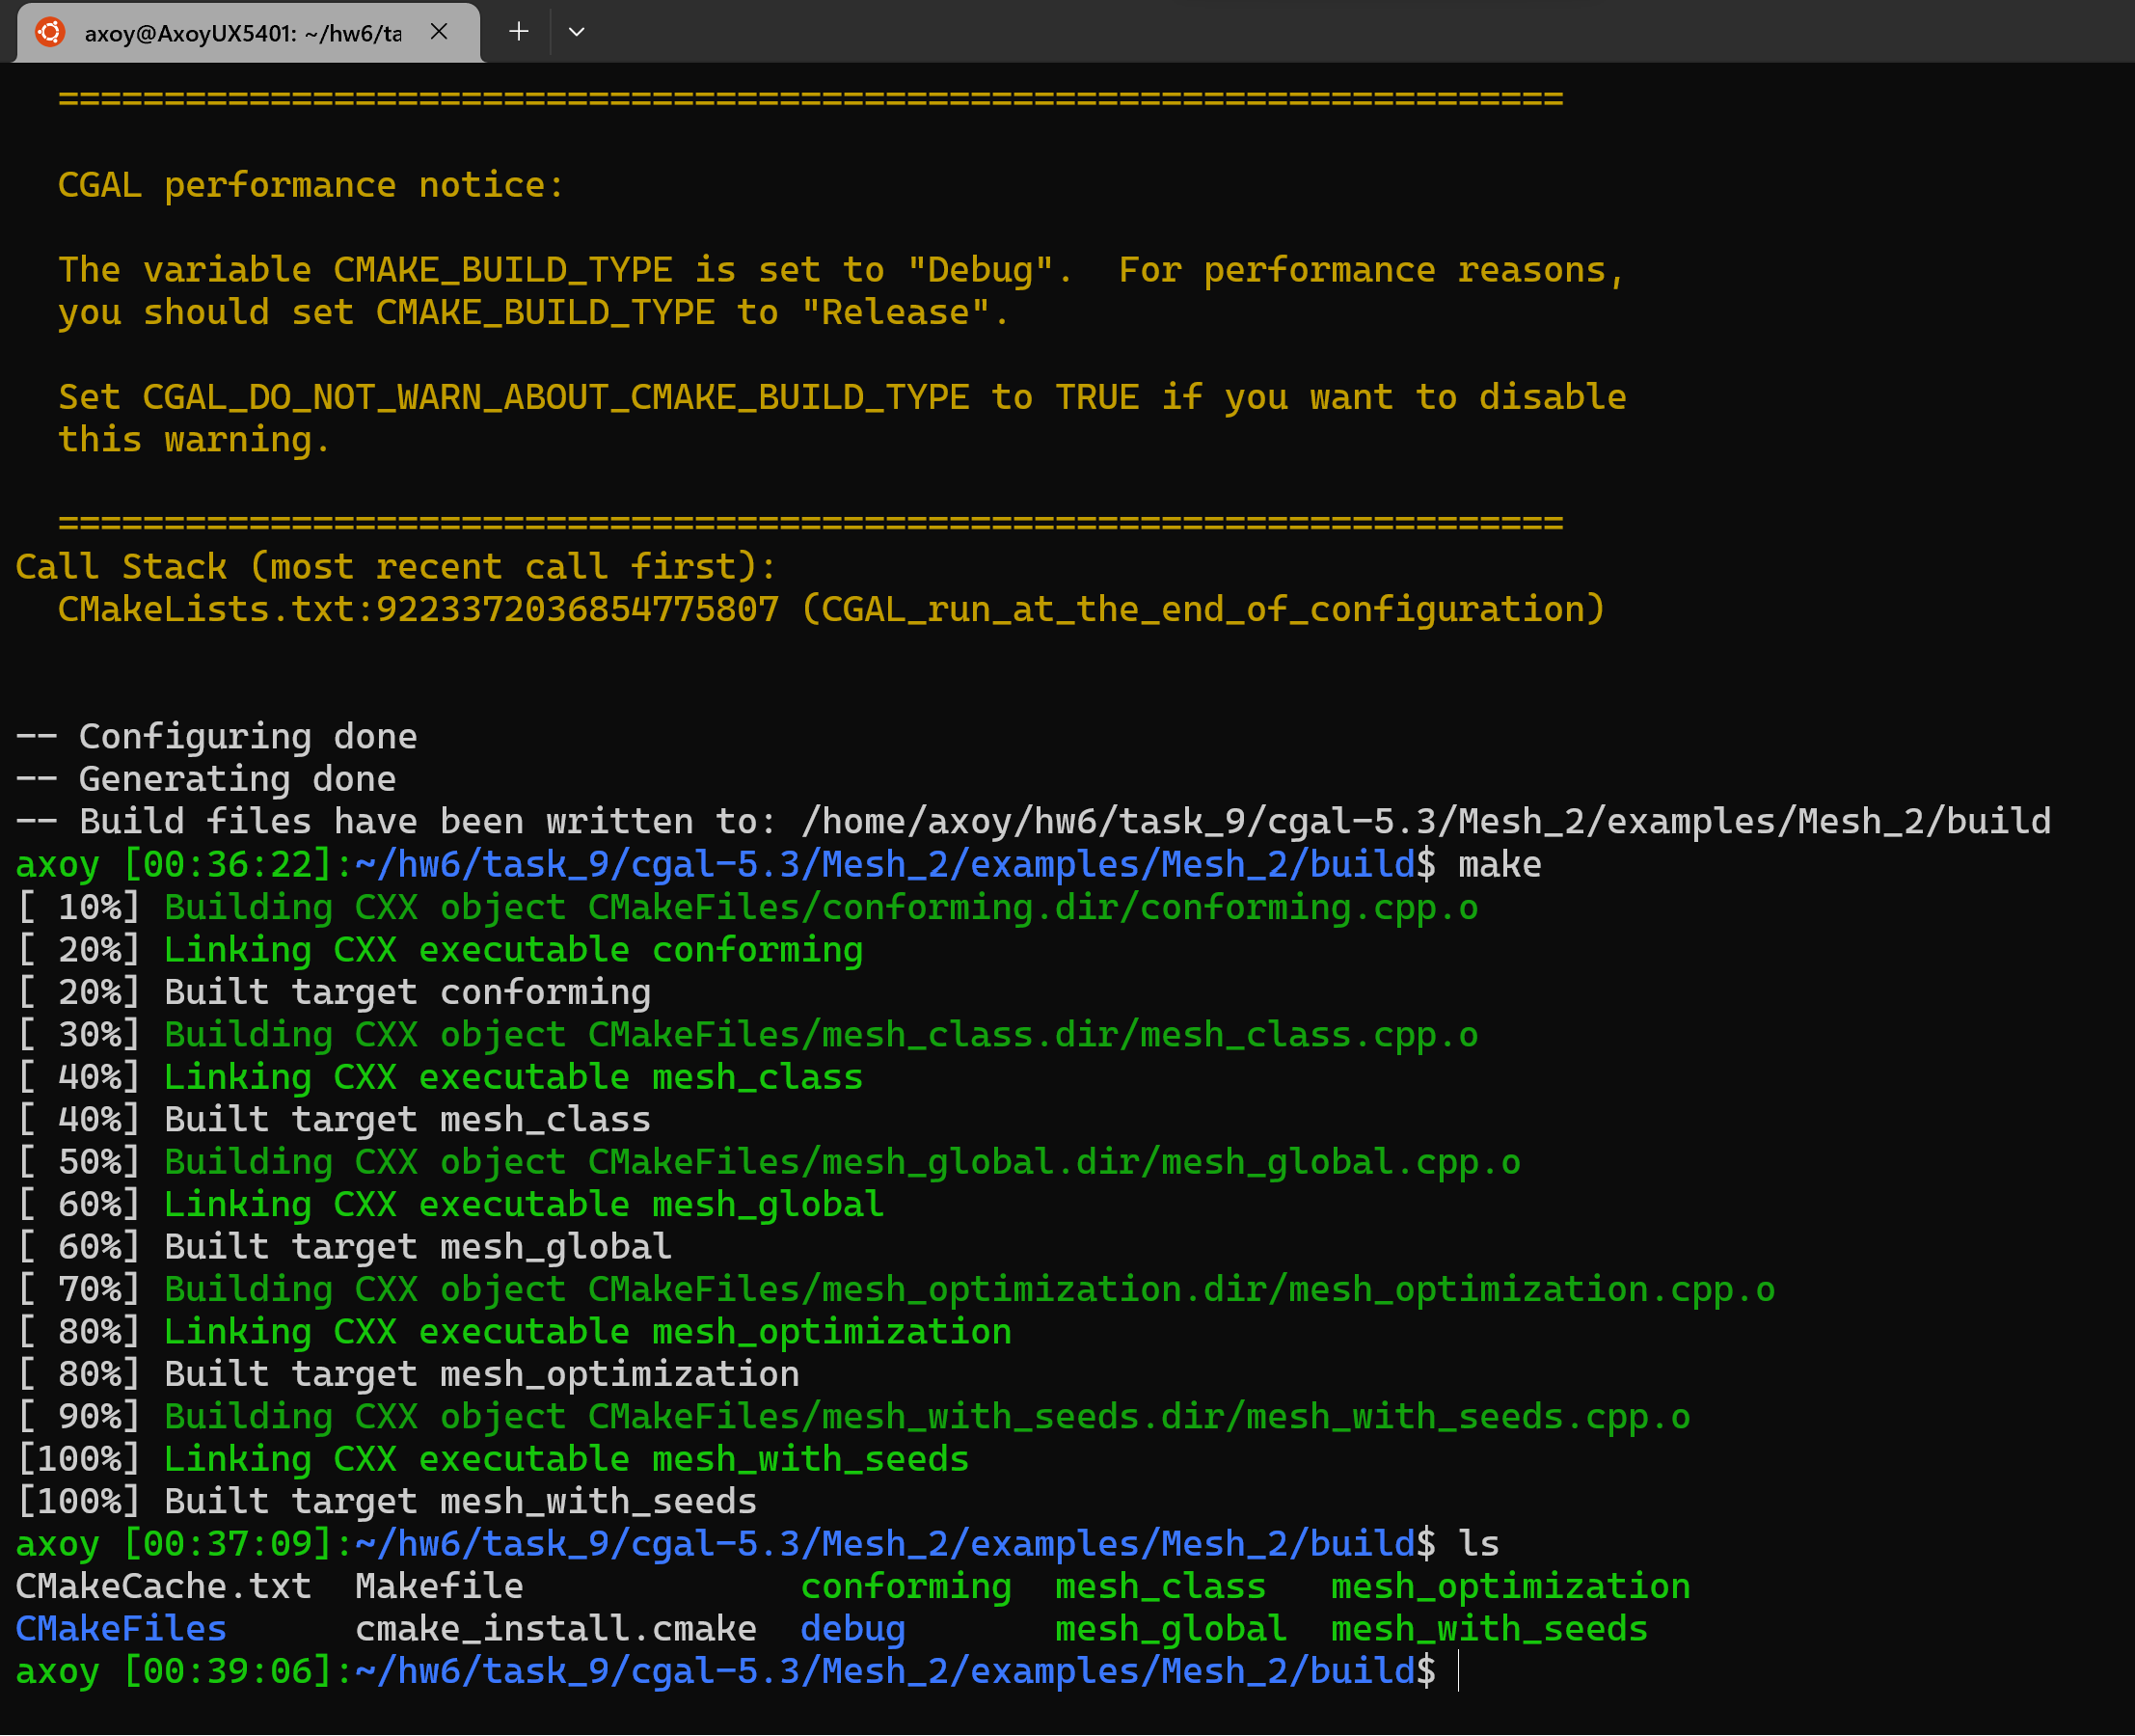 axoy@AxoyUX5401: ~/hw6/ta
=======================================================================
CGAL performance notice:
The variable CMAKE_BUILD_TYPE is set to "Debug".  For performance reasons,
you should set CMAKE_BUILD_TYPE to "Release".
Set CGAL_DO_NOT_WARN_ABOUT_CMAKE_BUILD_TYPE to TRUE if you want to disable
this warning.
=======================================================================
Call Stack (most recent call first):
  CMakeLists.txt:9223372036854775807 (CGAL_run_at_the_end_of_configuration)
-- Configuring done
-- Generating done
-- Build files have been written to: /home/axoy/hw6/task_9/cgal-5.3/Mesh_2/examples/Mesh_2/build
axoy [00:36:22]:~/hw6/task_9/cgal-5.3/Mesh_2/examples/Mesh_2/build$ make
[ 10%] Building CXX object CMakeFiles/conforming.dir/conforming.cpp.o
[ 20%] Linking CXX executable conforming
[ 20%] Built target conforming
[ 30%] Building CXX object CMakeFiles/mesh_class.dir/mesh_class.cpp.o
[ 40%] Linking CXX executable mesh_class
[ 40%] Built target mesh_class
[ 50%] Building CXX object CMakeFiles/mesh_global.dir/mesh_global.cpp.o
[ 60%] Linking CXX executable mesh_global
[ 60%] Built target mesh_global
[ 70%] Building CXX object CMakeFiles/mesh_optimization.dir/mesh_optimization.cpp.o
[ 80%] Linking CXX executable mesh_optimization
[ 80%] Built target mesh_optimization
[ 90%] Building CXX object CMakeFiles/mesh_with_seeds.dir/mesh_with_seeds.cpp.o
[100%] Linking CXX executable mesh_with_seeds
[100%] Built target mesh_with_seeds
axoy [00:37:09]:~/hw6/task_9/cgal-5.3/Mesh_2/examples/Mesh_2/build$ ls
CMakeCache.txt  Makefile             conforming  mesh_class   mesh_optimization
CMakeFiles      cmake_install.cmake  debug       mesh_global  mesh_with_seeds
axoy [00:39:06]:~/hw6/task_9/cgal-5.3/Mesh_2/examples/Mesh_2/build$